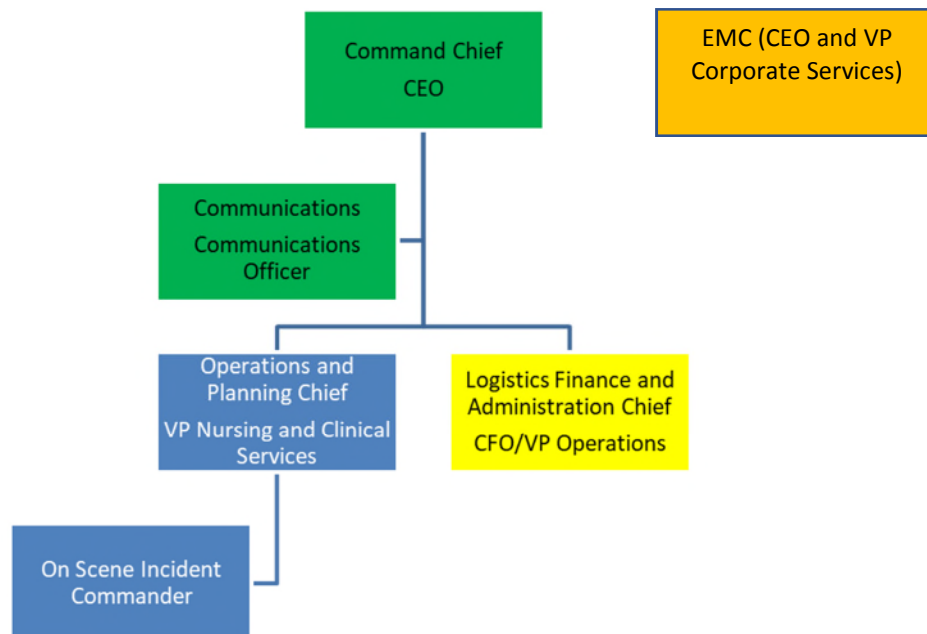 Command Chief
CEO
EMC (CEO and VP
Corporate Services)
Communications
Communications
Officer
Operations and
Planning Chief
VP Nursing and Clinical
Services
Logistics Finance and
Administration Chief
CFO/VP Operations
On Scene Incident
Commander